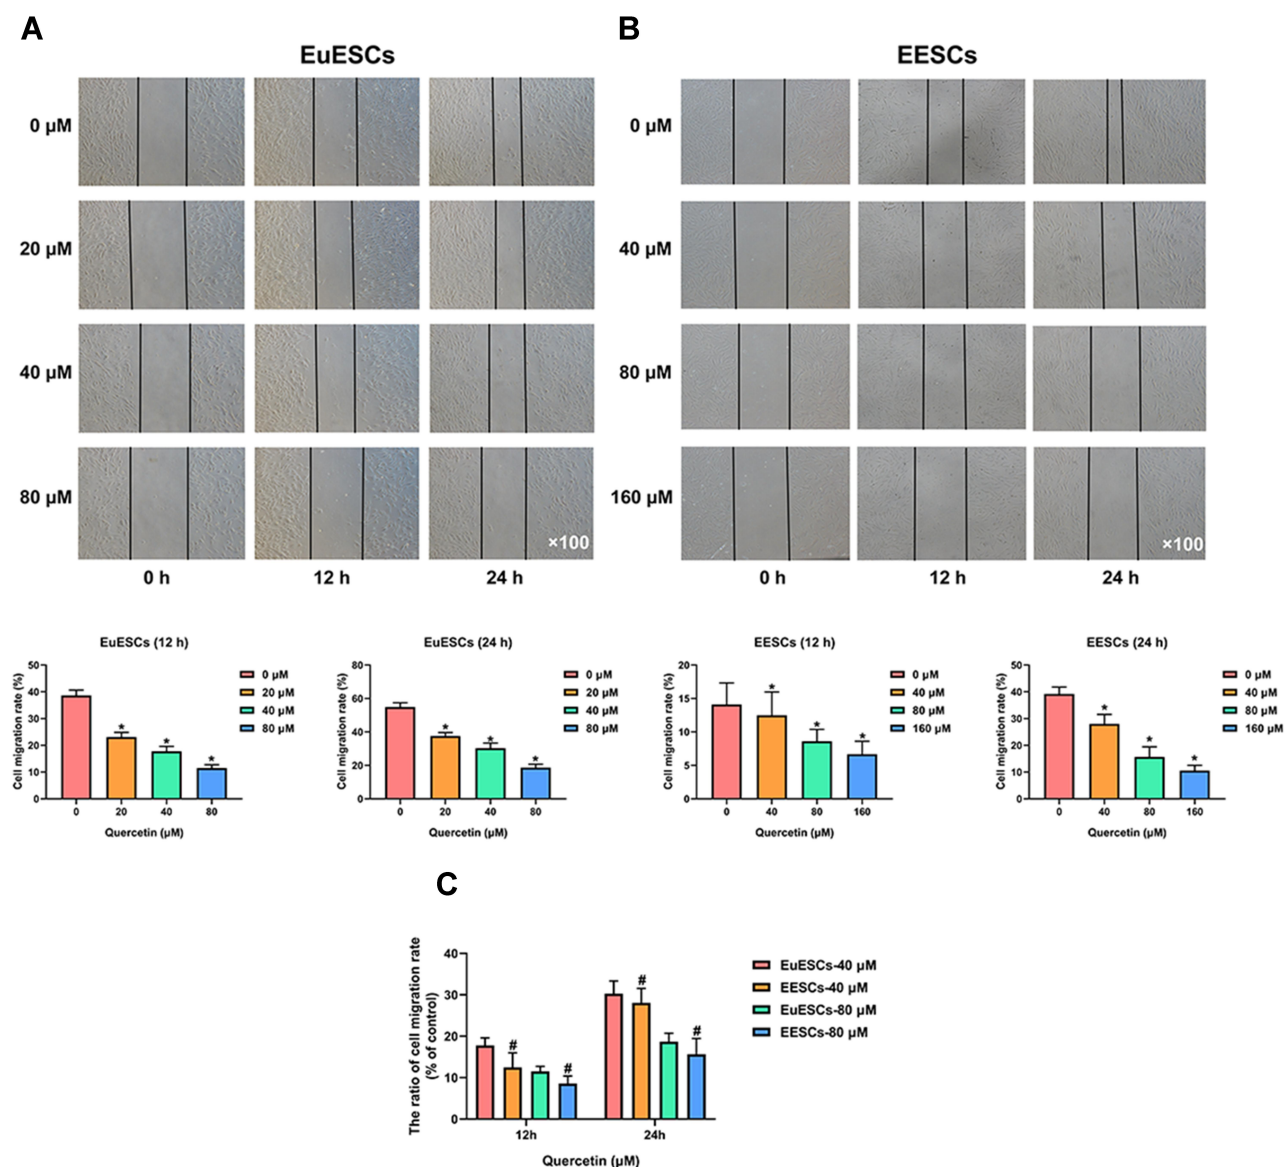 A
EuESCs
0 μM
20 μM
40 μM
80 μM
×100
0 h
12 h
24 h
B
EESCs
0 μM
40 μM
80 μM
160 μM
×100
0 h
12 h
24 h
EuESCs (12 h)
Cell migration rate (%)
50
40
30
20
10
0
*
*
*
0
20
40
80
Quercetin (μM)
0 μM
20 μM
40 μM
80 μM
EuESCs (24 h)
Cell migration rate (%)
80
60
40
20
0
*
*
*
0
20
40
80
Quercetin (μM)
0 μM
20 μM
40 μM
80 μM
EESCs (12 h)
Cell migration rate (%)
20
15
10
5
0
*
*
*
0
40
80
160
Quercetin (μM)
0 μM
40 μM
80 μM
160 μM
EESCs (24 h)
Cell migration rate (%)
50
40
30
20
10
0
*
*
*
0
40
80
160
Quercetin (μM)
0 μM
40 μM
80 μM
160 μM
C
The ratio of cell migration rate
(% of control)
40
30
20
10
0
#
#
#
#
12h
24h
Quercetin (μM)
EuESCs-40 μM
EESCs-40 μM
EuESCs-80 μM
EESCs-80 μM